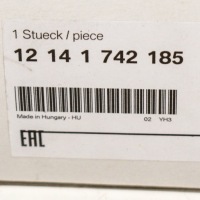 1 Stueck / piece
12 14 1 742 185
Made in Hungary - HU 02 YH3
EAC